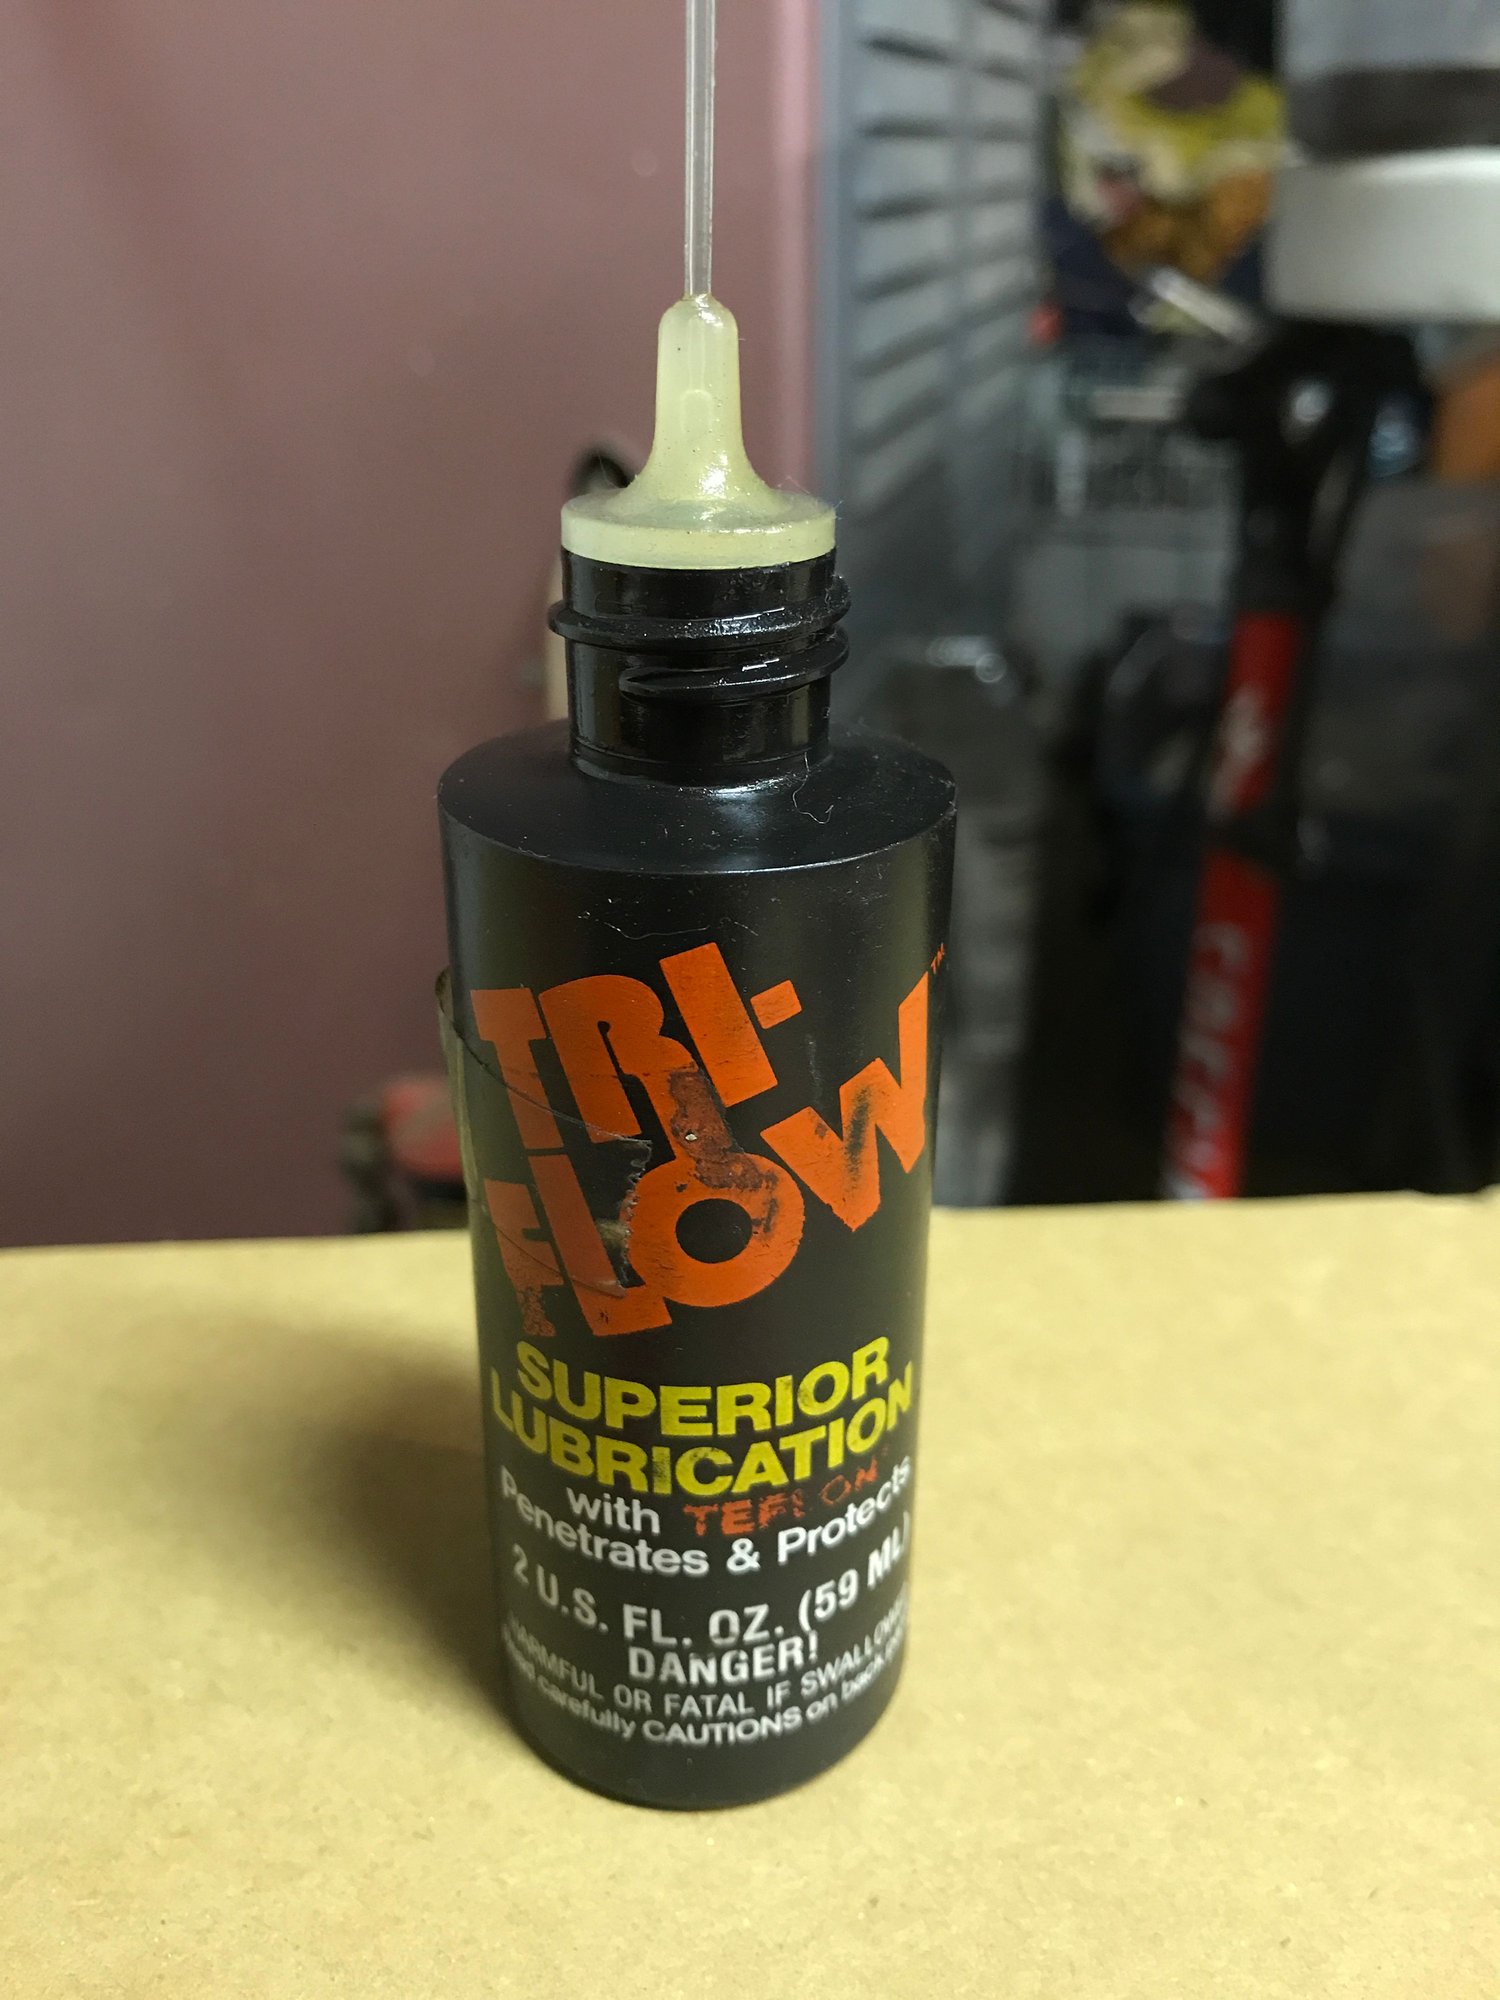 TRI-
FLOW™
SUPERIOR
LUBRICATION
with TEFLON
Penetrates & Protects
2 U.S. FL. OZ. (59 ML)
DANGER!
HARMFUL OR FATAL IF SWALLOWED
carefully CAUTIONS on back